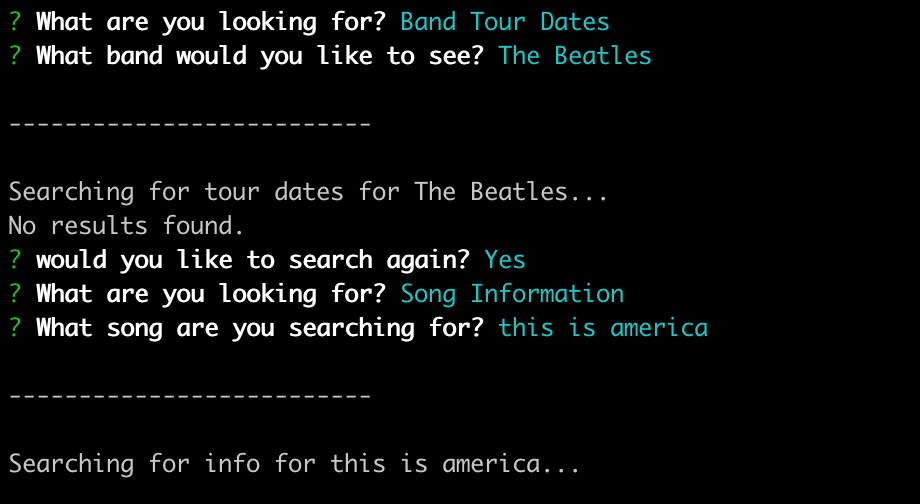 ? What are you looking for? Band Tour Dates
? What band would you like to see? The Beatles
--------------------------
Searching for tour dates for The Beatles...
No results found.
? would you like to search again? Yes
? What are you looking for? Song Information
? What song are you searching for? this is america
--------------------------
Searching for info for this is america...